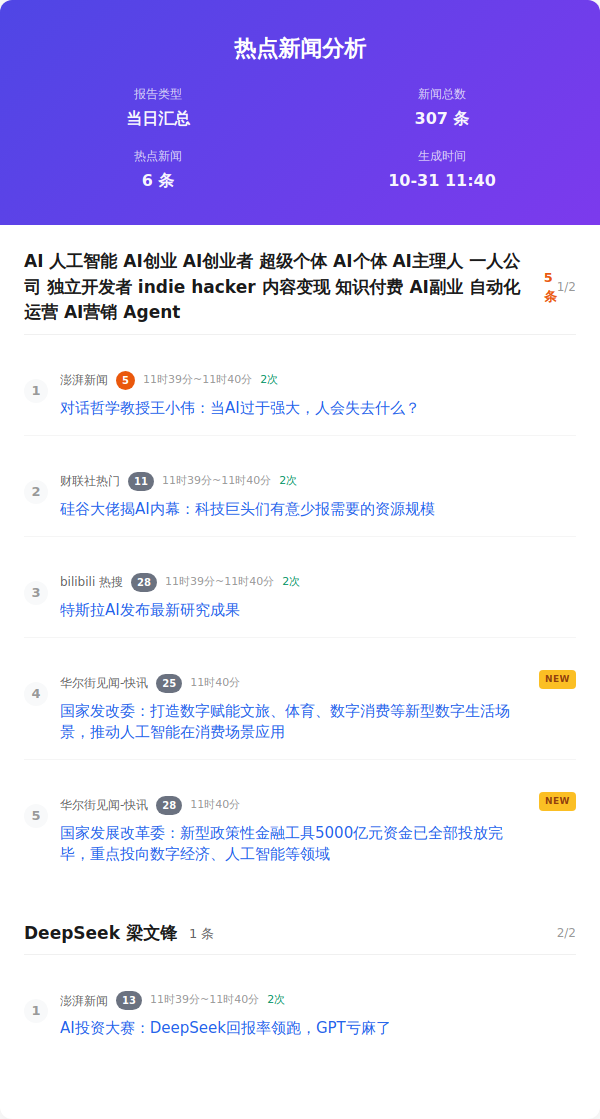 热点新闻分析
报告类型
当日汇总
新闻总数
307 条
热点新闻
6 条
生成时间
10-31 11:40
AI 人工智能 AI创业 AI创业者 超级个体 AI个体 AI主理人 一人公
司 独立开发者 indie hacker 内容变现 知识付费 AI副业 自动化
运营 AI营销 Agent
5
条
1/2
1
澎湃新闻 5 11时39分~11时40分 2次
对话哲学教授王小伟：当AI过于强大，人会失去什么？
2
财联社热门 11 11时39分~11时40分 2次
硅谷大佬揭AI内幕：科技巨头们有意少报需要的资源规模
3
bilibili 热搜 28 11时39分~11时40分 2次
特斯拉AI发布最新研究成果
4
华尔街见闻-快讯 25 11时40分 NEW
国家发改委：打造数字赋能文旅、体育、数字消费等新型数字生活场
景，推动人工智能在消费场景应用
5
华尔街见闻-快讯 28 11时40分 NEW
国家发展改革委：新型政策性金融工具5000亿元资金已全部投放完
毕，重点投向数字经济、人工智能等领域
DeepSeek 梁文锋 1 条 2/2
1
澎湃新闻 13 11时39分~11时40分 2次
AI投资大赛：DeepSeek回报率领跑，GPT亏麻了